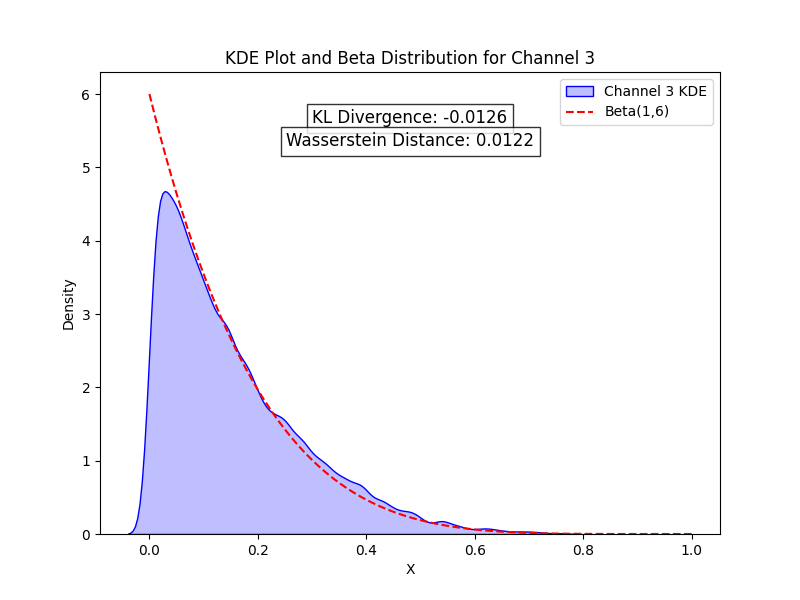 KDE Plot and Beta Distribution for Channel 3
KL Divergence: -0.0126
Wasserstein Distance: 0.0122
Channel 3 KDE
Beta(1,6)
Density
6
5
4
3
2
1
0
0.0 0.2 0.4 0.6 0.8 1.0
X